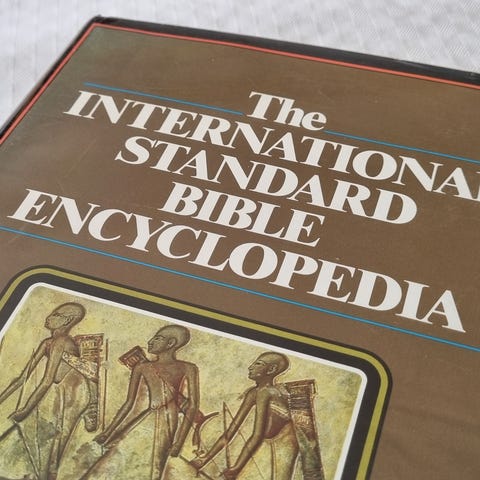 The
INTERNATIONAL
STANDARD
BIBLE
ENCYCLOPEDIA